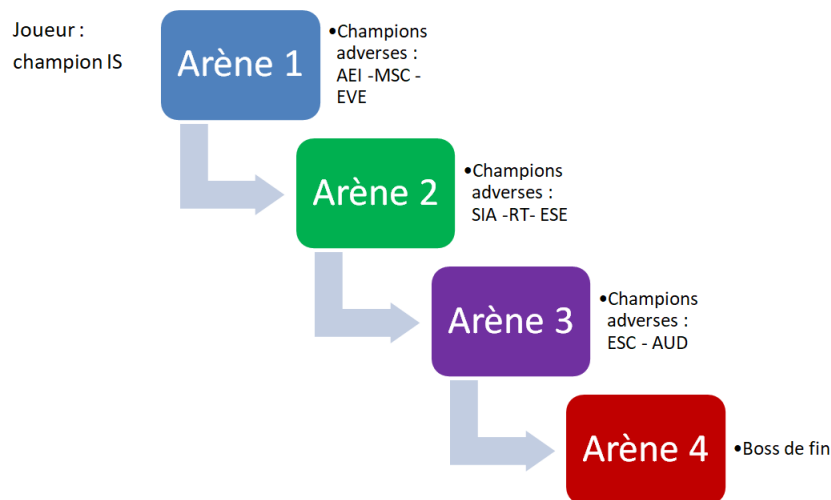 Joueur :
champion IS
Arène 1
•Champions
adverses :
AEI -MSC -
EVE
Arène 2
•Champions
adverses :
SIA -RT- ESE
Arène 3
•Champions
adverses :
ESC - AUD
Arène 4
•Boss de fin